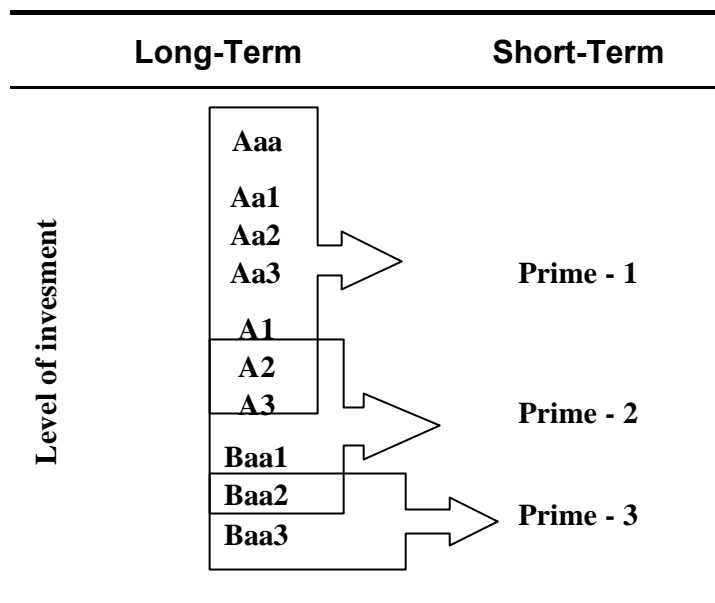 Long-Term Short-Term
Level of invesment
Aaa
Aa1
Aa2
Aa3 Prime - 1
A1
A2
A3 Prime - 2
Baa1
Baa2 Prime - 3
Baa3